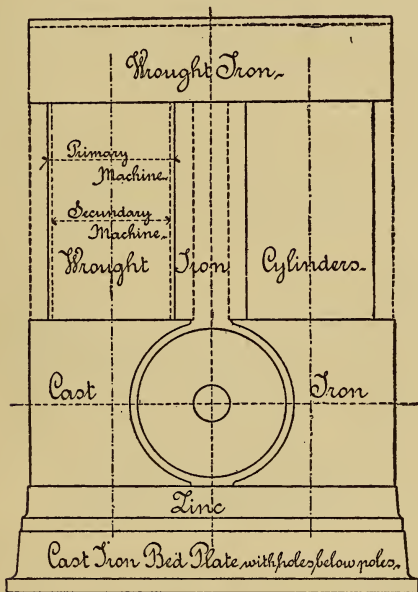 Wrought Iron
Primary
Machine
Secundary
Machine
Wrought Iron Cylinders
Cast Iron
Zinc
Cast Iron Bed Plate with holes below poles.